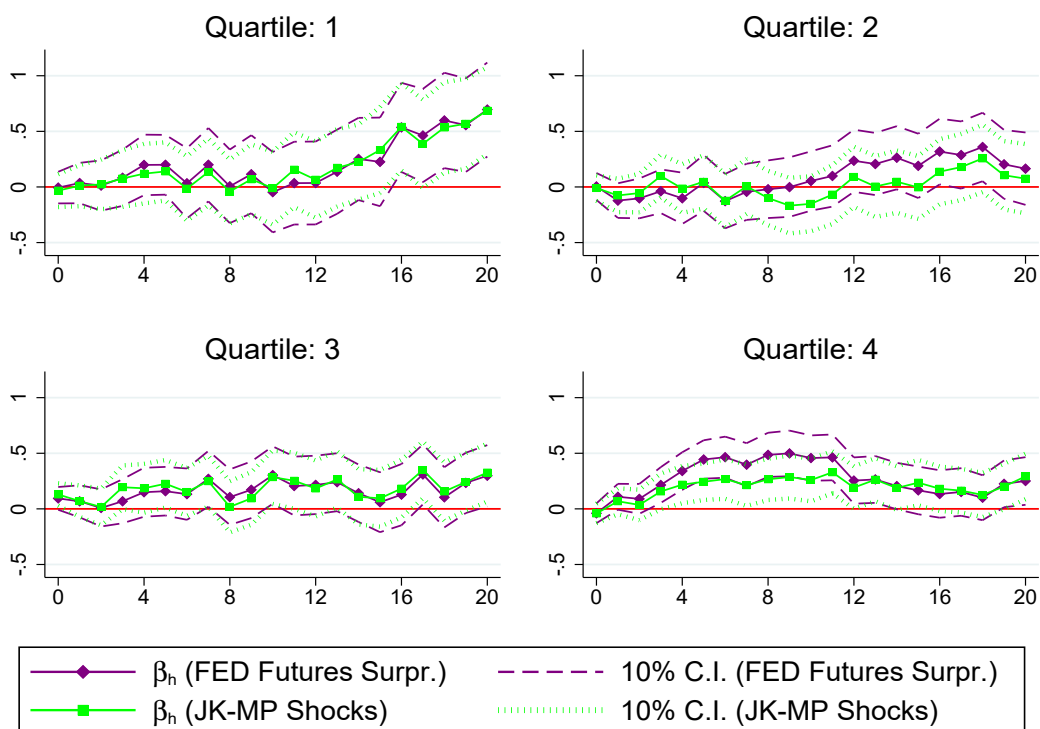 Quartile: 1
1
.5
0
-.5
0 4 8 12 16 20
Quartile: 2
1
.5
0
-.5
0 4 8 12 16 20
Quartile: 3
1
.5
0
-.5
0 4 8 12 16 20
Quartile: 4
1
.5
0
-.5
0 4 8 12 16 20
βₕ (FED Futures Surpr.) 10% C.I. (FED Futures Surpr.)
βₕ (JK-MP Shocks) 10% C.I. (JK-MP Shocks)